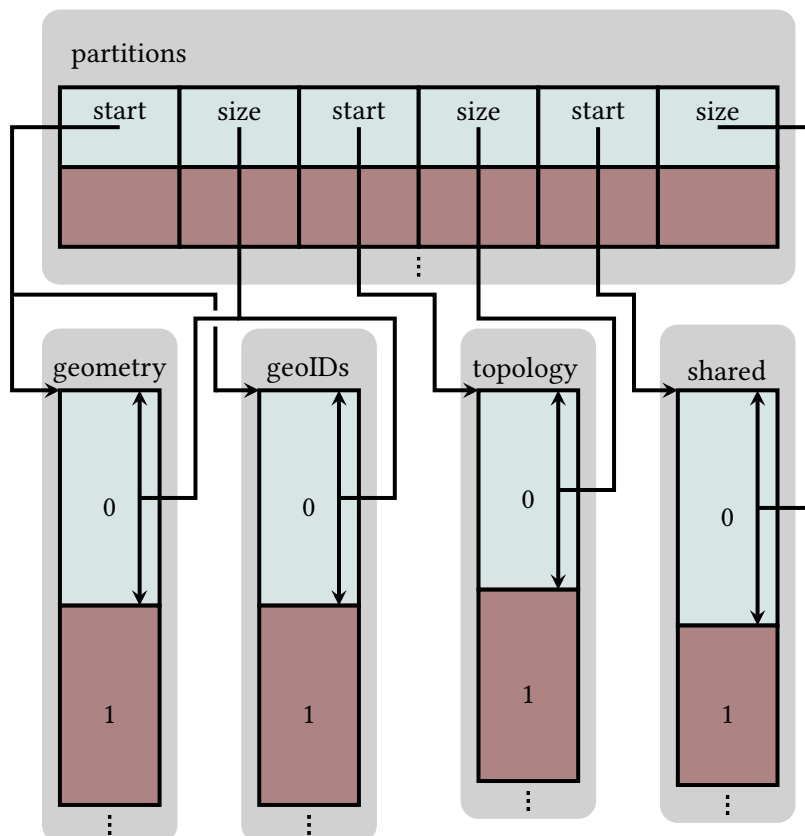 partitions
start size start size start size
⋮
geometry geoIDs topology shared
0 0 0 0
1 1 1 1
⋮ ⋮ ⋮ ⋮